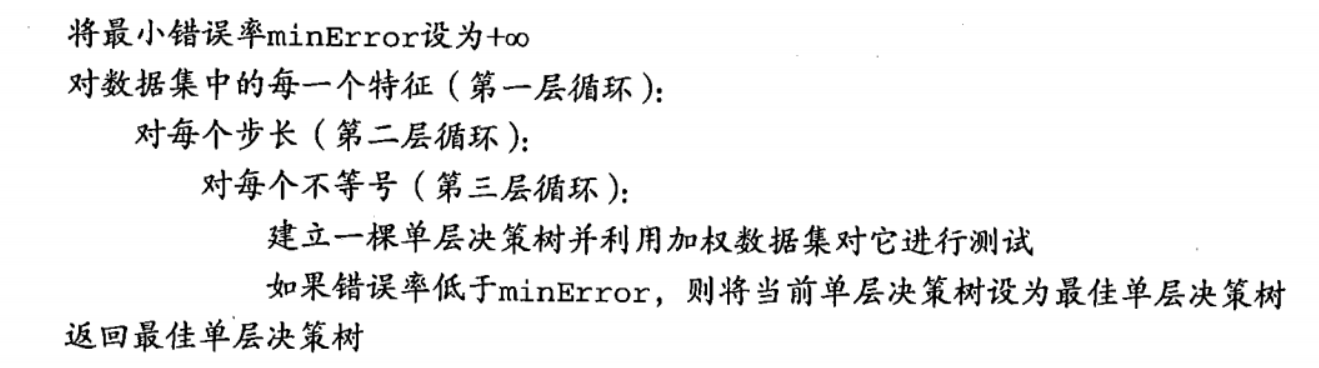 将最小错误率minError设为+∞
对数据集中的每一个特征（第一层循环）：
对每个步长（第二层循环）：
对每个不等号（第三层循环）：
建立一棵单层决策树并利用加权数据集对它进行测试
如果错误率低于minError，则将当前单层决策树设为最佳单层决策树
返回最佳单层决策树